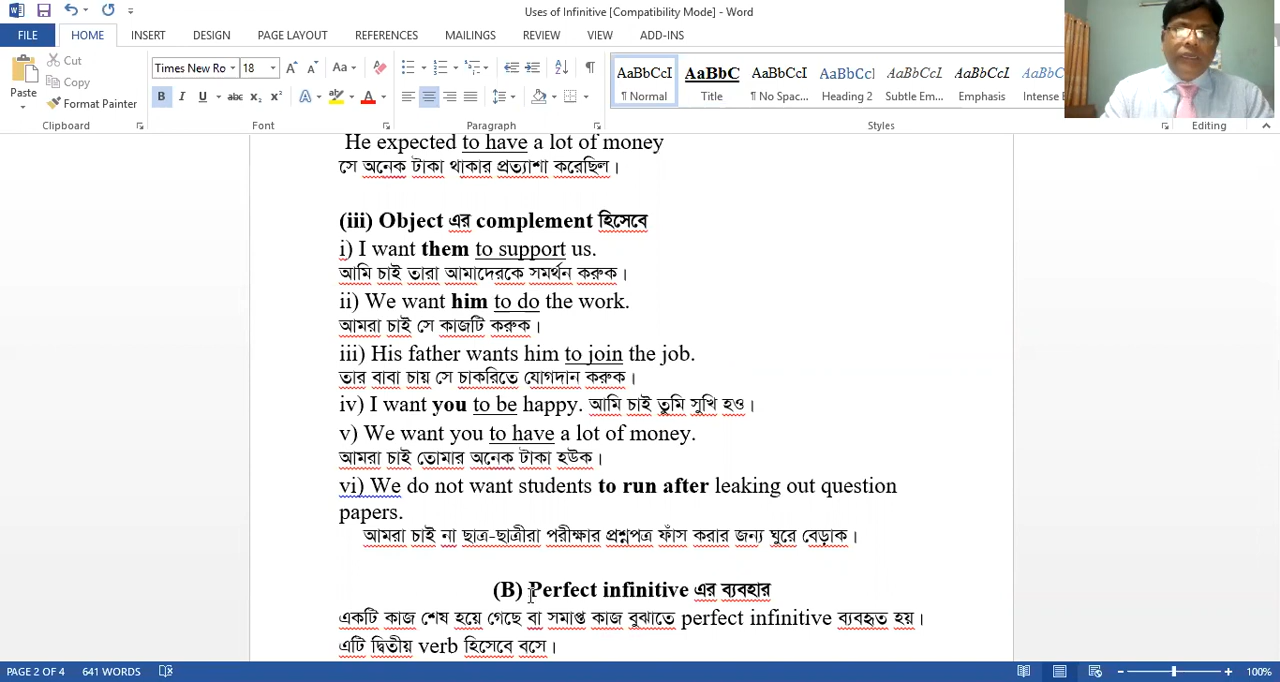 Uses of Infinitive [Compatibility Mode] - Word
FILE HOME INSERT DESIGN PAGE LAYOUT REFERENCES MAILINGS REVIEW VIEW ADD-INS
Cut
Copy
Format Painter
Paste
Times New Ro 18 Aa
B I U abc x₂ x² A A
AaBbCcI AaBbC AaBbCcI AaBbCcI AaBbCcI AaBbCcI AaBbCcI
¶ Normal Title ¶ No Spac... Heading 2 Subtle Em... Emphasis Intense E
Clipboard Font Paragraph Styles Editing
He expected to have a lot of money
সে অনেক টাকা থাকার প্রত্যাশা করেছিল।
(iii) Object এর complement হিসেবে
i) I want them to support us.
আমি চাই তারা আমাদেরকে সমর্থন করুক।
ii) We want him to do the work.
আমরা চাই সে কাজটি করুক।
iii) His father wants him to join the job.
তার বাবা চায় সে চাকরিতে যোগদান করুক।
iv) I want you to be happy. আমি চাই তুমি সুখি হও।
v) We want you to have a lot of money.
আমরা চাই তোমার অনেক টাকা হউক।
vi) We do not want students to run after leaking out question
papers.
আমরা চাই না ছাত্র-ছাত্রীরা পরীক্ষার প্রশ্নপত্র ফাঁস করার জন্য ঘুরে বেড়াক।
(B) Perfect infinitive এর ব্যবহার
একটি কাজ শেষ হয়ে গেছে বা সমাপ্ত কাজ বুঝাতে perfect infinitive ব্যবহৃত হয়।
এটি দ্বিতীয় verb হিসেবে বসে।
PAGE 2 OF 4 641 WORDS 100%